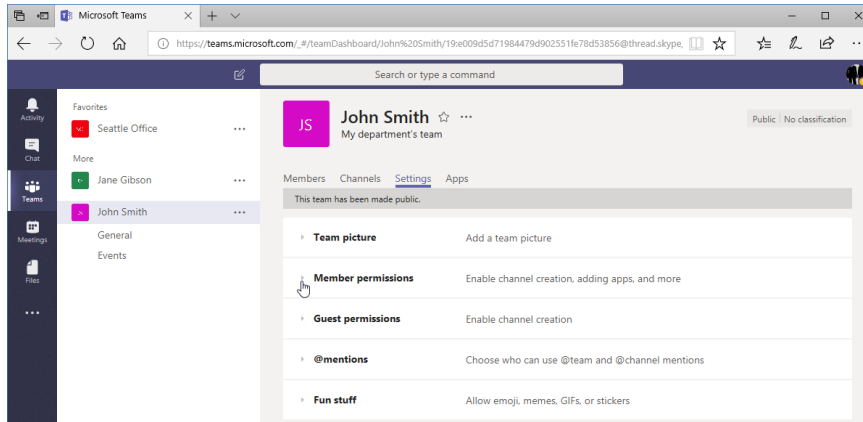 Microsoft Teams
https://teams.microsoft.com/_#/teamDashboard/John%20Smith/19:e009d5d71984479d902551fe78d53856@thread.skype,
Search or type a command
Activity
Chat
Teams
Meetings
Files
Favorites
Seattle Office
More
Jane Gibson
John Smith
General
Events
JS
John Smith
My department's team
Public | No classification
Members Channels Settings Apps
This team has been made public.
Team picture Add a team picture
Member permissions Enable channel creation, adding apps, and more
Guest permissions Enable channel creation
@mentions Choose who can use @team and @channel mentions
Fun stuff Allow emoji, memes, GIFs, or stickers